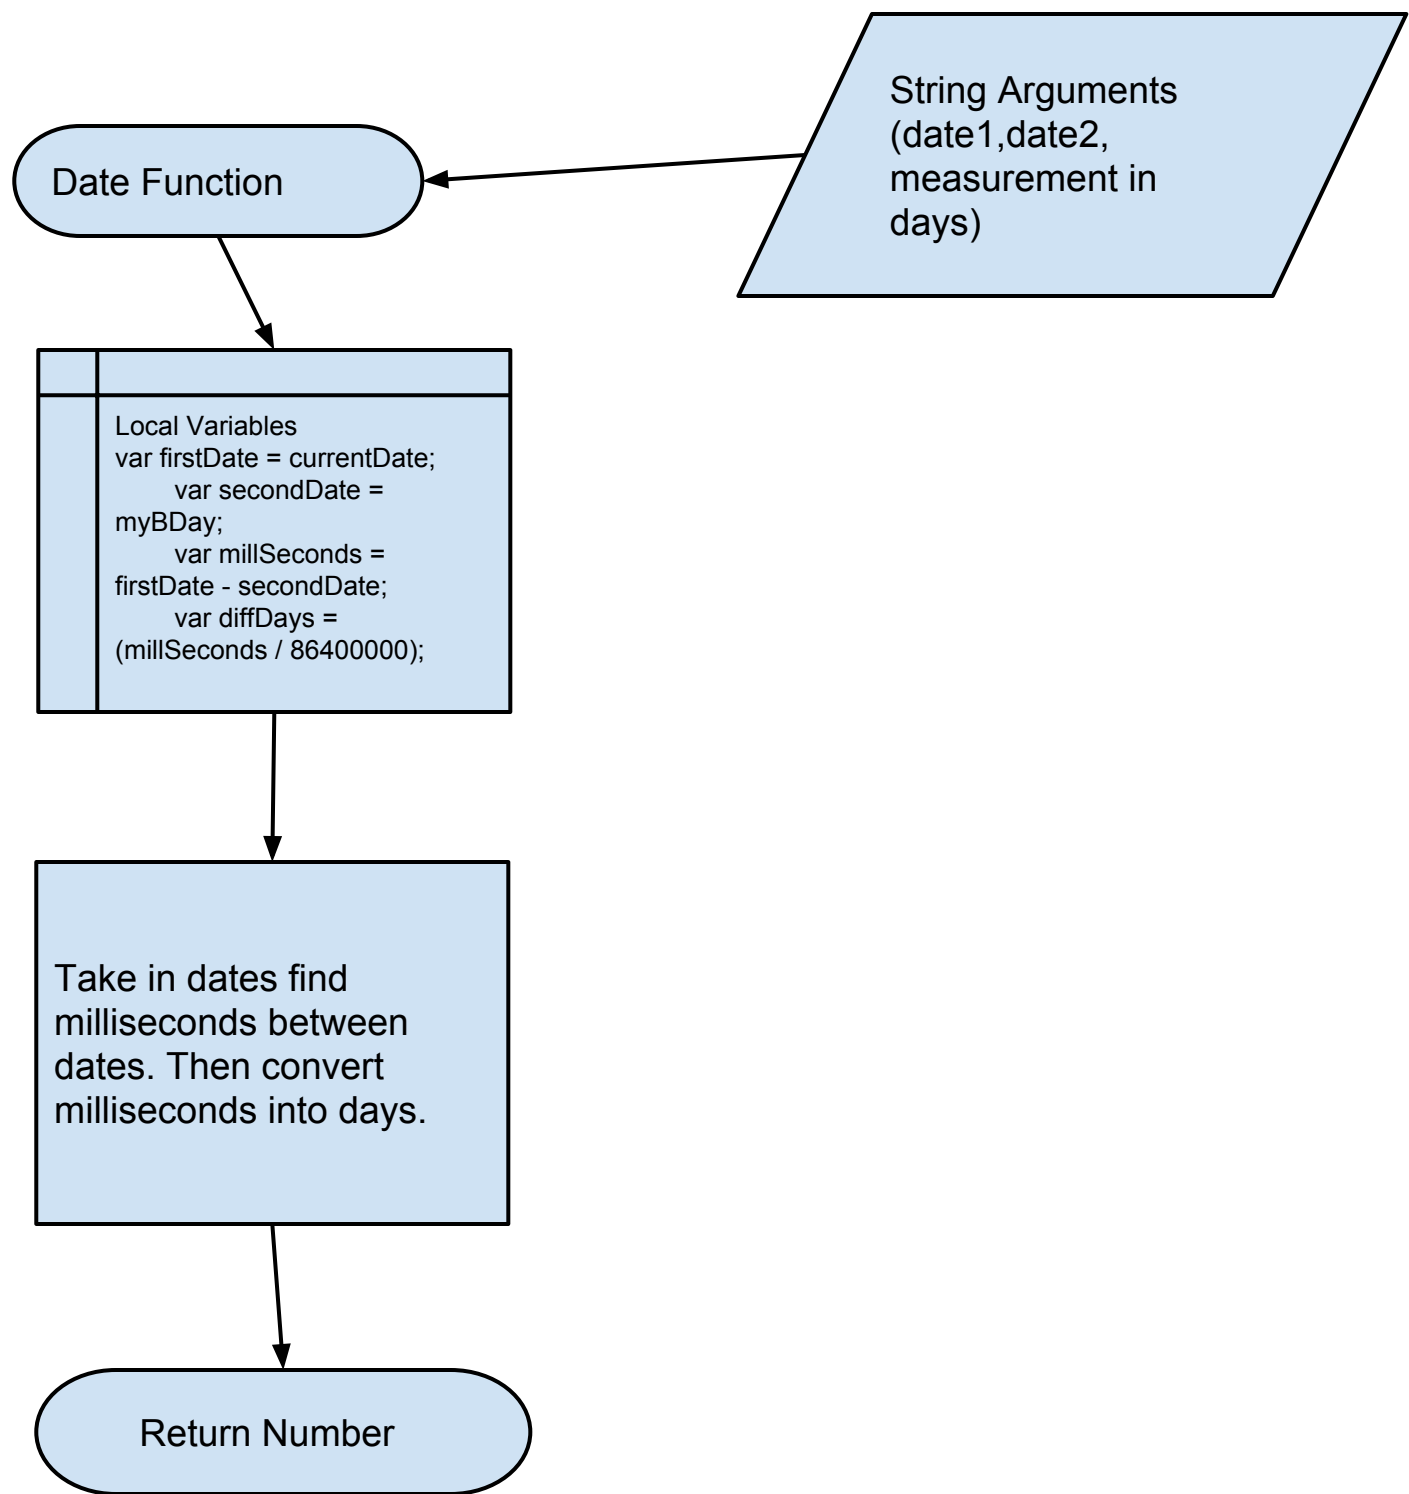 String Arguments
(date1,date2,
measurement in
days)
Date Function
Local Variables
var firstDate = currentDate;
var secondDate =
myBDay;
var millSeconds =
firstDate - secondDate;
var diffDays =
(millSeconds / 86400000);
Take in dates find
milliseconds between
dates. Then convert
milliseconds into days.
Return Number